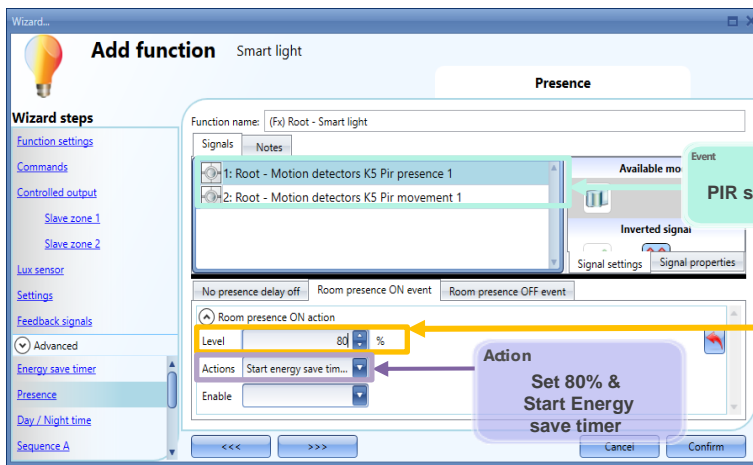 Wizard...
Add function Smart light
Presence
Wizard steps
Function settings
Commands
Controlled output
Slave zone 1
Slave zone 2
Lux sensor
Settings
Feedback signals
Advanced
Energy save timer
Presence
Day / Night time
Sequence A
Function name: (Fx) Root - Smart light
Signals Notes
1: Root - Motion detectors K5 Pir presence 1
2: Root - Motion detectors K5 Pir movement 1
Available mo
Event
PIR s
Inverted signal
Signal settings Signal properties
No presence delay off Room presence ON event Room presence OFF event
Room presence ON action
Level 80 %
Actions Start energy save tim...
Enable
Action
Set 80% &
Start Energy
save timer
<<< >>> Cancel Confirm